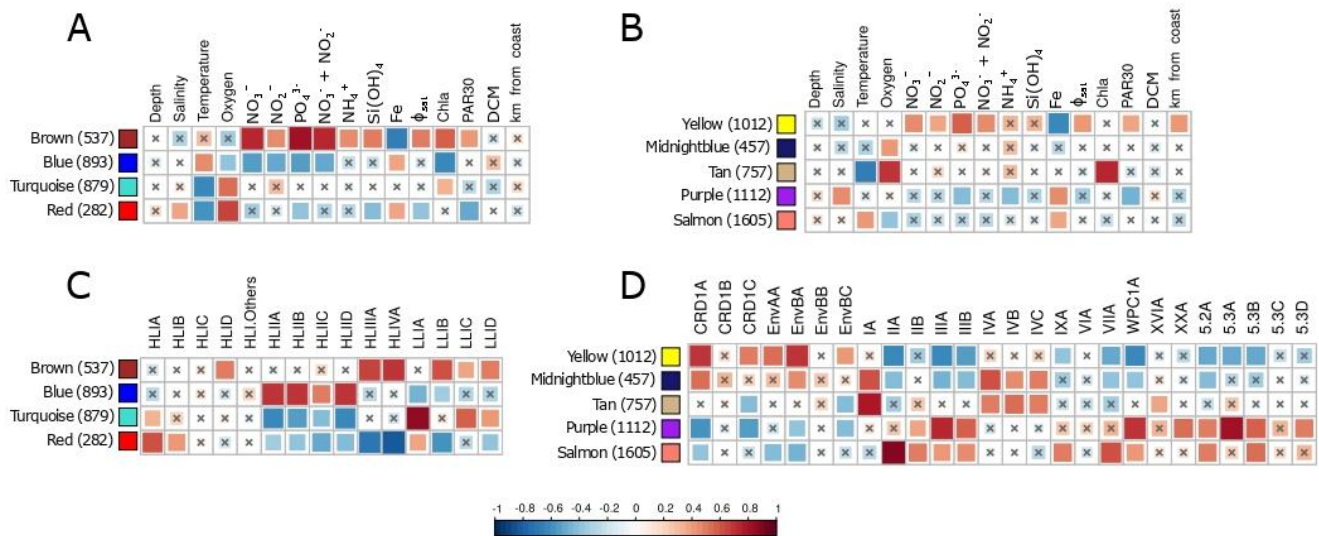 A
Depth
Salinity
Temperature
Oxygen
NO₃⁻
NO₂⁻
PO₄³⁻
NO₃⁻ + NO₂⁻
NH₄⁺
Si(OH)₄
Fe
ϕsat
Chla
PAR30
DCM
km from coast
Brown (537)
Blue (893)
Turquoise (879)
Red (282)
B
Depth
Salinity
Temperature
Oxygen
NO₃⁻
NO₂⁻
PO₄³⁻
NO₃⁻ + NO₂⁻
NH₄⁺
Si(OH)₄
Fe
ϕsat
Chla
PAR30
DCM
km from coast
Yellow (1012)
Midnightblue (457)
Tan (757)
Purple (1112)
Salmon (1605)
C
HLIA
HLIB
HLIC
HLID
HLI.Others
HLIIA
HLIIB
HLIIC
HLIID
HLIIIA
HLIVA
LLIA
LLIB
LLIC
LLID
Brown (537)
Blue (893)
Turquoise (879)
Red (282)
D
CRD1A
CRD1B
CRD1C
EnvAA
EnvBA
EnvBB
EnvBC
IA
IIA
IIB
IIIA
IIIB
IVA
IVB
IVC
IXA
VIA
VIIA
WPC1A
XVIA
XXA
5.2A
5.3A
5.3B
5.3C
5.3D
Yellow (1012)
Midnightblue (457)
Tan (757)
Purple (1112)
Salmon (1605)
-1 -0.8 -0.6 -0.4 -0.2 0 0.2 0.4 0.6 0.8 1